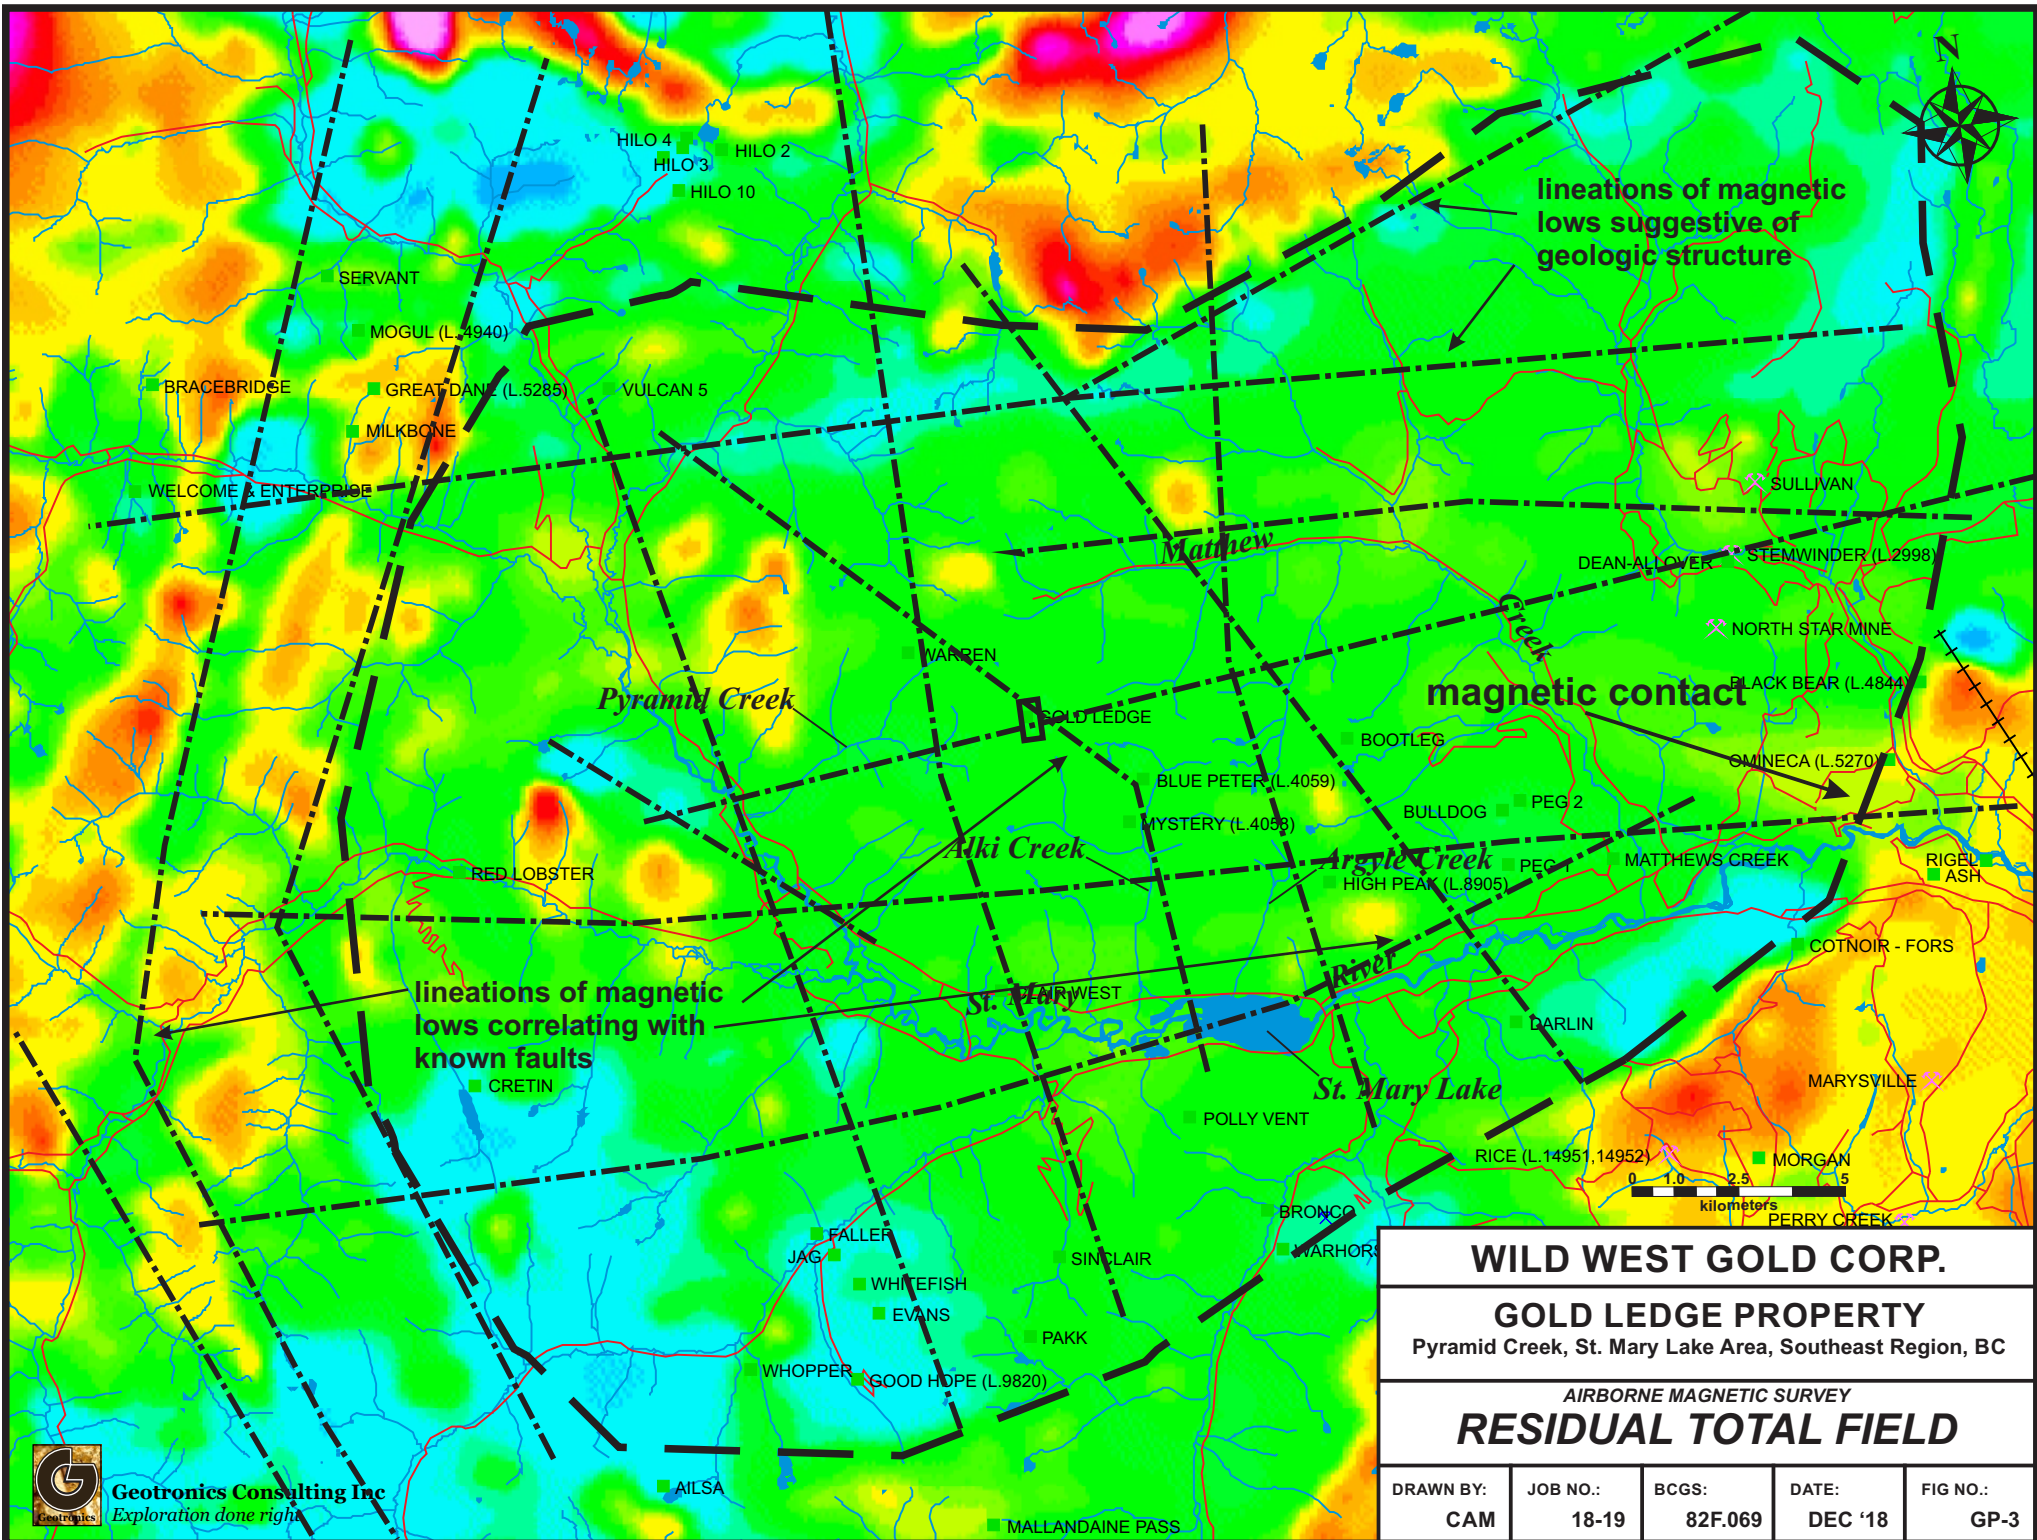 N
HILO 4
HILO 3
HILO 2
HILO 10
lineations of magnetic
lows suggestive of
geologic structure
SERVANT
MOGUL (L.4940)
BRACEBRIDGE
GREAT DANE (L.5285)
VULCAN 5
MILKBONE
WELCOME & ENTERPRISE
SULLIVAN
Matthew
Creek
DEAN-ALLOVER
STEMWINDER (L.2998)
NORTH STAR MINE
WARREN
BLACK BEAR (L.4844)
magnetic contact
Pyramid Creek
GOLD LEDGE
BOOTLEG
OMINECA (L.5270)
BLUE PETER (L.4059)
PEG 2
BULLDOG
MYSTERY (L.4058)
Alki Creek
Argyle Creek
PEG 1
MATTHEWS CREEK
RIGEL
ASH
RED LOBSTER
HIGH PEAK (L.8905)
COTNOIR - FORS
lineations of magnetic
lows correlating with
known faults
St. Mary
River
BLAIR WEST
DARLIN
CRETIN
St. Mary Lake
MARYSVILLE
POLLY VENT
RICE (L.14951,14952)
MORGAN
0 1.0 2.5 5
kilometers
BRONCO
PERRY CREEK
FALLER
JAG
SINCLAIR
WARHORS
WHITEFISH
EVANS
PAKK
WHOPPER
GOOD HOPE (L.9820)
AILSA
MALLANDAINE PASS
WILD WEST GOLD CORP.
GOLD LEDGE PROPERTY
Pyramid Creek, St. Mary Lake Area, Southeast Region, BC
AIRBORNE MAGNETIC SURVEY
RESIDUAL TOTAL FIELD
DRAWN BY: JOB NO.: BCGS: DATE: FIG NO.:
CAM 18-19 82F.069 DEC ‘18 GP-3
Geotronics
Geotronics Consulting Inc
Exploration done right